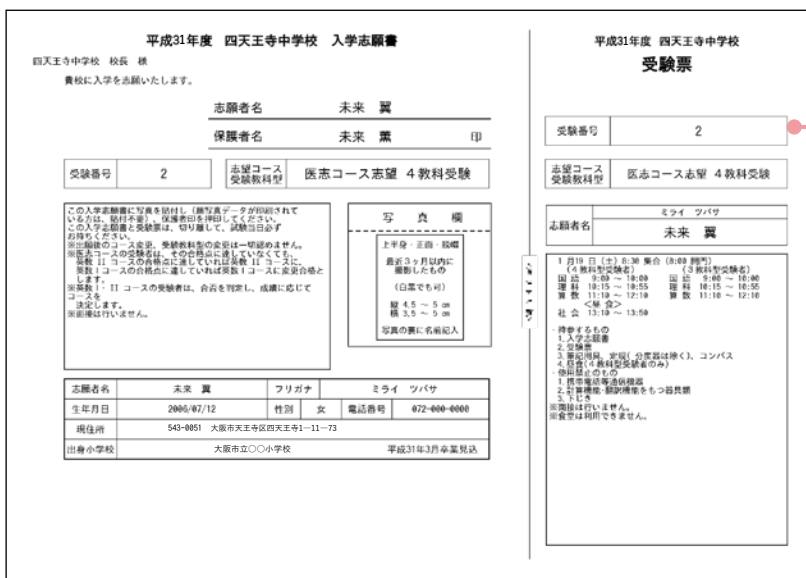 平成31年度 四天王寺中学校 入学志願書
四天王寺中学校 校長 様
貴校に入学を志願いたします。
志願者名 未来 翼
保護者名 未来 薫 印
受験番号 2
志望コース
受験教科型 医志コース志望 4教科受験
この入学志願書に写真を貼付し(顔写真データが印刷されて
いる方は、貼付不要)、保護者印を押印してください。
この入学志願書と受験票は、切り離して、試験当日必ず
お持ちください。
※出願後のコース変更、受験教科型の変更は一切認めません。
※医志コースの受験者は、その合格点に達していなくても、
英数 II コースの合格点に達していれば英数 II コースに、
英数 I コースの合格点に達していれば英数 I コースに変更合格と
します。
※英数 I・II コースの受験者は、合否を判定し、成績に応じて
コースを
決定します。
※面接は行いません。
写 真 欄
上半身・正面・脱帽
最近3ヶ月以内に
撮影したもの
(白黒でも可)
縦 4.5 ~ 5 cm
横 3.5 ~ 5 cm
写真の裏に名前記入
志願者名 未来 翼 フリガナ ミライ ツバサ
生年月日 2006/07/12 性別 女 電話番号 072-000-0000
現住所 543-0051 大阪市天王寺区四天王寺1-11-73
出身小学校 大阪市立○○小学校 平成31年3月卒業見込
平成31年度 四天王寺中学校
受験票
受験番号 2
志望コース
受験教科型 医志コース志望 4教科受験
ミライ ツバサ
志願者名 未来 翼
1月19日(土) 8:30 集合 (8:00 開門)
(4教科型受験者) (3教科型受験者)
国語 9:00 ~ 10:00 国語 9:00 ~ 10:00
理科 10:15 ~ 10:55 理科 10:15 ~ 10:55
算数 11:10 ~ 12:10 算数 11:10 ~ 12:10
<昼食>
社会 13:10 ~ 13:50
・持参するもの
1.入学志願書
2.受験票
3.筆記用具、定規(分度器は除く)、コンパス
4.昼食(4教科型受験者のみ)
・使用禁止のもの
1.携帯電話等通信機器
2.計算機能・翻訳機能をもつ器具類
3.下じき
※面接は行いません。
※食堂は利用できません。